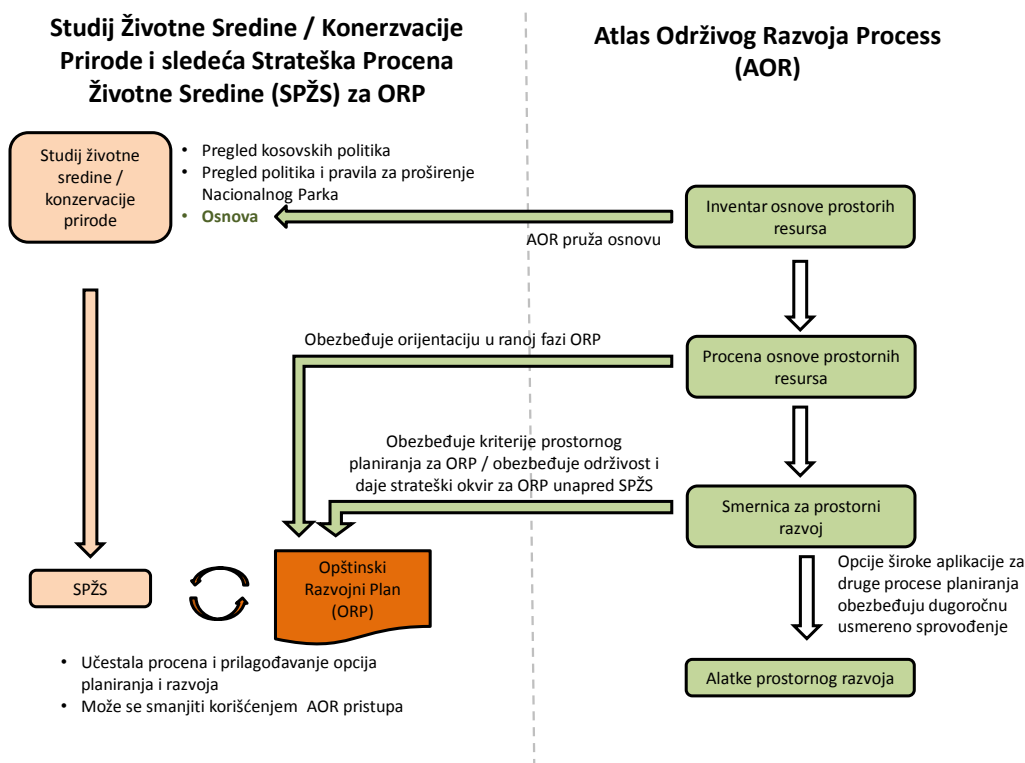 Studij Životne Sredine / Konerzvacije
Prirode i sledeća Strateška Procena
Životne Sredine (SPŽS) za ORP
Atlas Održivog Razvoja Process
(AOR)
Studij životne
sredine /
konzervacije
prirode
• Pregled kosovskih politika
• Pregled politika i pravila za proširenje
Nacionalnog Parka
• Osnova
AOR pruža osnovu
Inventar osnove prostorih
resursa
Obezbeđuje orijentaciju u ranoj fazi ORP
Procena osnove prostornih
resursa
Obezbeđuje kriterije prostornog
planiranja za ORP / obezbeđuje održivost i
daje strateški okvir za ORP unapred SPŽS
Smernica za prostorni
razvoj
Opcije široke aplikacije za
druge procese planiranja
obezbeđuju dugoročnu
usmereno sprovođenje
SPŽS
Opštinski
Razvojni Plan
(ORP)
Alatke prostornog razvoja
• Učestala procena i prilagođavanje opcija
planiranja i razvoja
• Može se smanjiti korišćenjem AOR pristupa